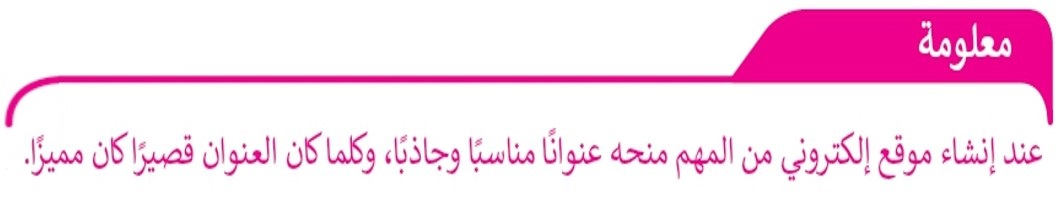 معلومة
عند إنشاء موقع إلكتروني من المهم منحه عنوانًا مناسبًا وجاذبًا، وكلما كان العنوان قصيرًا كان مميزًا.